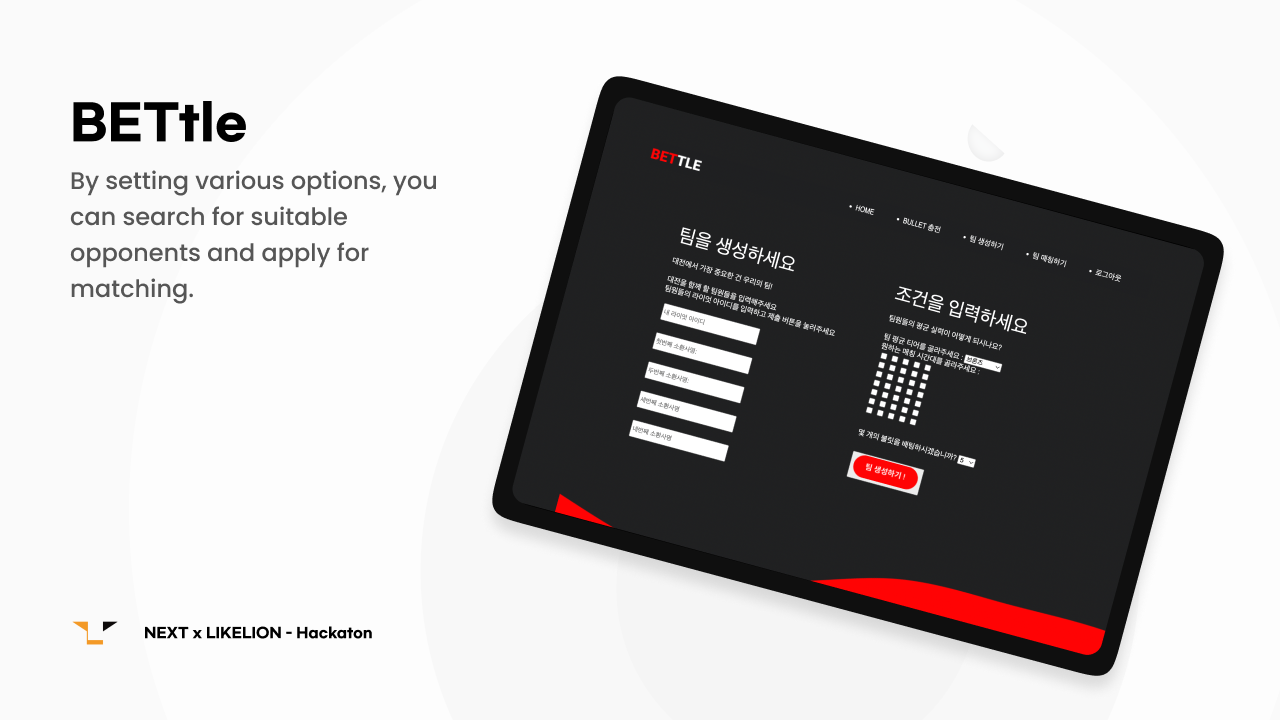 BETtle
By setting various options, you
can search for suitable
opponents and apply for
matching.
BETTLE
HOME
BULLET 충전
팀 생성하기
팀 매칭하기
로그아웃
팀을 생성하세요
대전에서 가장 중요한 건 우리의 팀!
대전을 함께 할 팀원들을 입력해주세요
팀원들의 라이엇 아이디를 입력하고 제출 버튼을 눌러주세요
내 라이엇 아이디
첫번째 소환사명:
두번째 소환사명:
세번째 소환사명
네번째 소환사명
조건을 입력하세요
팀원들의 평균 실력이 어떻게 되시나요?
팀 평균 티어를 골라주세요 : 브론즈
원하는 매칭 시간대를 골라주세요 :
몇 개의 불릿을 배팅하시겠습니까? 5
팀 생성하기 !
NEXT x LIKELION - Hackaton